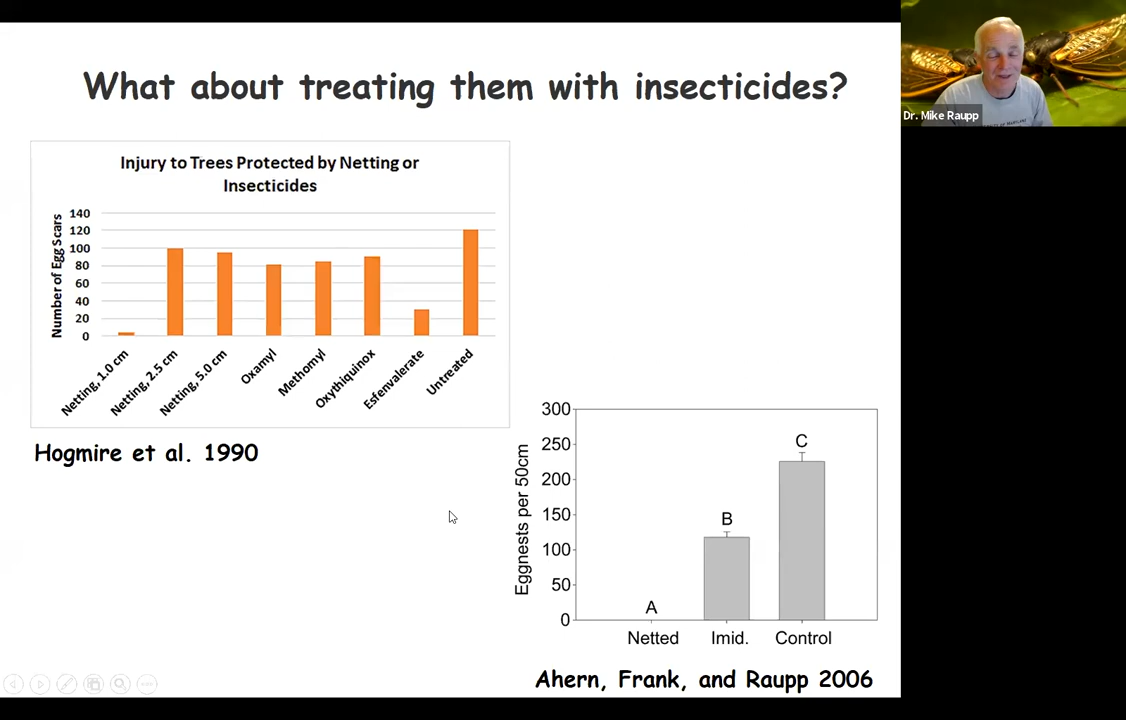 What about treating them with insecticides?
Dr. Mike Raupp
Injury to Trees Protected by Netting or
Insecticides
Number of Egg Scars
140
120
100
80
60
40
20
0
Netting, 1.0 cm
Netting, 2.5 cm
Netting, 5.0 cm
Oxamyl
Methomyl
Oxythiquinox
Esfenvalerate
Untreated
Hogmire et al. 1990
Eggnests per 50cm
300
250
200
150
100
50
0
A
B
C
Netted
Imid.
Control
Ahern, Frank, and Raupp 2006